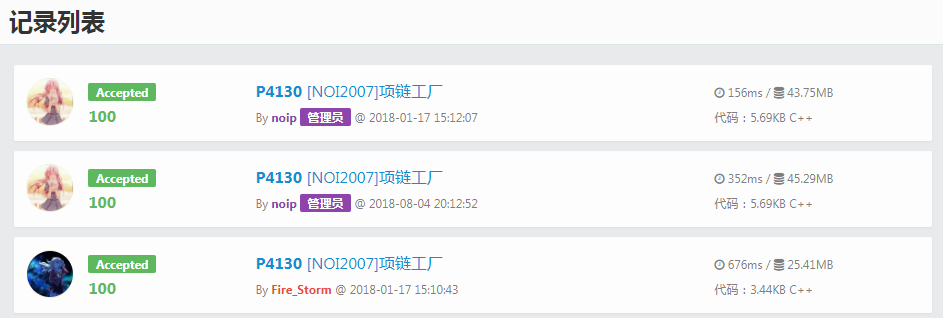 记录列表
Accepted
100
P4130 [NOI2007]项链工厂
By noip 管理员 @ 2018-01-17 15:12:07
156ms / 43.75MB
代码：5.69KB C++
Accepted
100
P4130 [NOI2007]项链工厂
By noip 管理员 @ 2018-08-04 20:12:52
352ms / 45.29MB
代码：5.69KB C++
Accepted
100
P4130 [NOI2007]项链工厂
By Fire_Storm @ 2018-01-17 15:10:43
676ms / 25.41MB
代码：3.44KB C++